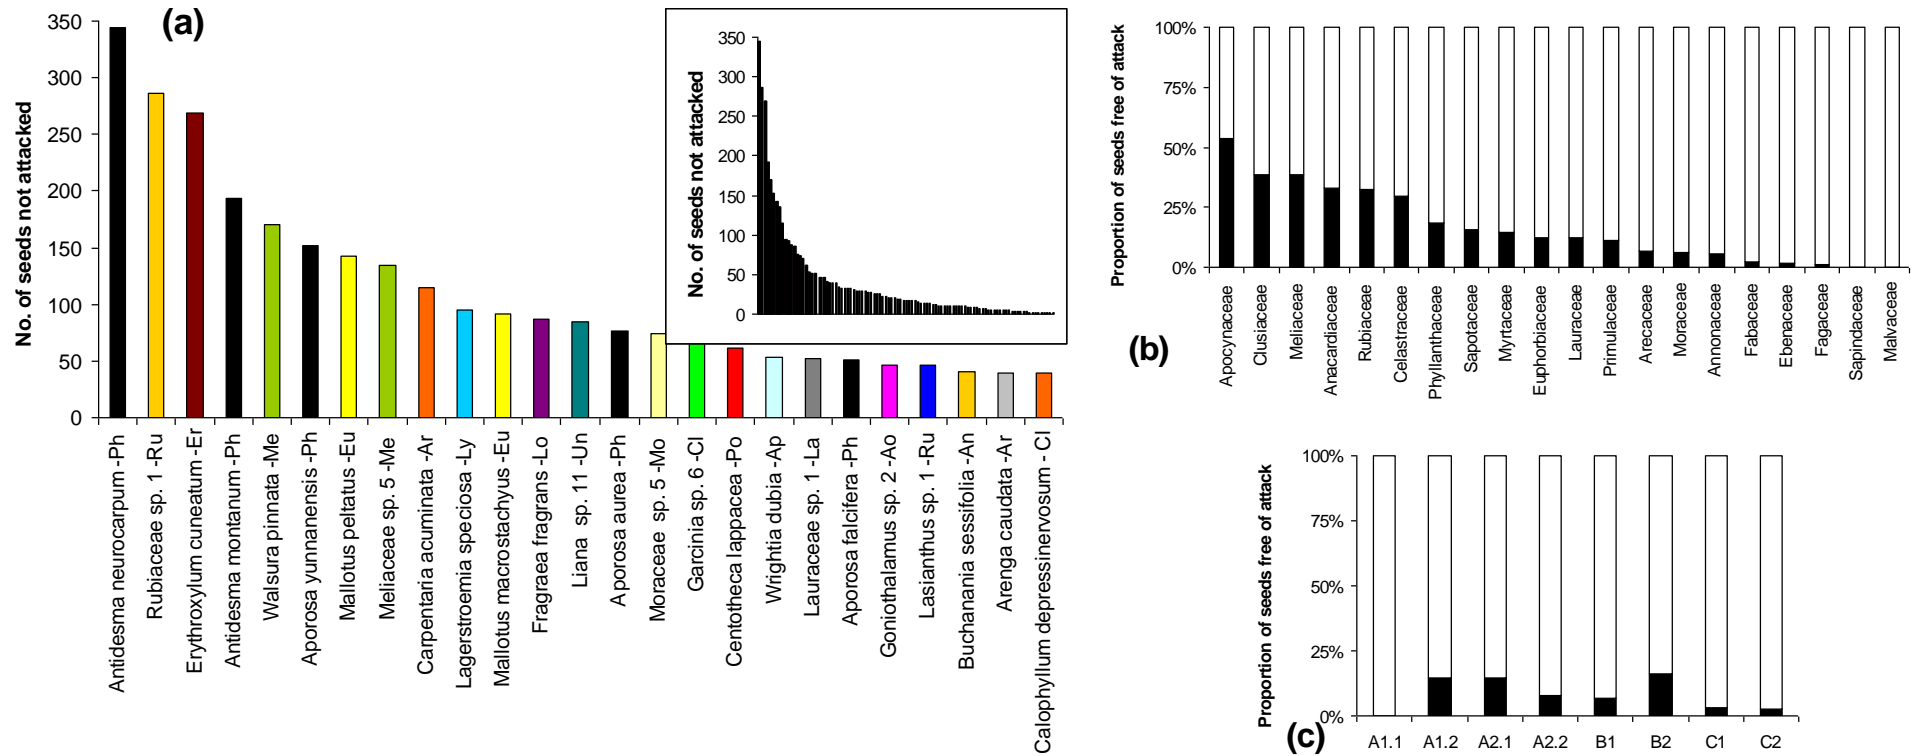 (a)
No. of seeds not attacked
350
300
250
200
150
100
50
0
Antidesma neurocarpum -Ph
Rubiaceae sp. 1 -Ru
Erythroxylum cuneatum -Er
Antidesma montanum -Ph
Walsura pinnata -Me
Aporosa yunnanensis -Ph
Mallotus peltatus -Eu
Meliaceae sp. 5 -Me
Carpentaria acuminata -Ar
Lagerstroemia speciosa -Ly
Mallotus macrostachyus -Eu
Fragraea fragrans -Lo
Liana sp. 11 -Un
Aporosa aurea -Ph
Moraceae sp. 5 -Mo
Garcinia sp. 6 -Cl
Centotheca lappacea -Po
Wrightia dubia -Ap
Lauraceae sp. 1 -La
Aporosa falcifera -Ph
Goniothalamus sp. 2 -Ao
Lasianthus sp. 1 -Ru
Buchanania sessifolia -An
Arenga caudata -Ar
Calophyllum depressinervosum - Cl
No. of seeds not attacked
350
300
250
200
150
100
50
0
(b)
Proportion of seeds free of attack
100%
75%
50%
25%
0%
Apocynaceae
Clusiaceae
Meliaceae
Anacardiaceae
Rubiaceae
Celastraceae
Phyllanthaceae
Sapotaceae
Myrtaceae
Euphorbiaceae
Lauraceae
Primulaceae
Arecaceae
Moraceae
Annonaceae
Fabaceae
Ebenaceae
Fagaceae
Sapindaceae
Malvaceae
(c)
Proportion of seeds free of attack
100%
75%
50%
25%
0%
A1.1 A1.2 A2.1 A2.2 B1 B2 C1 C2